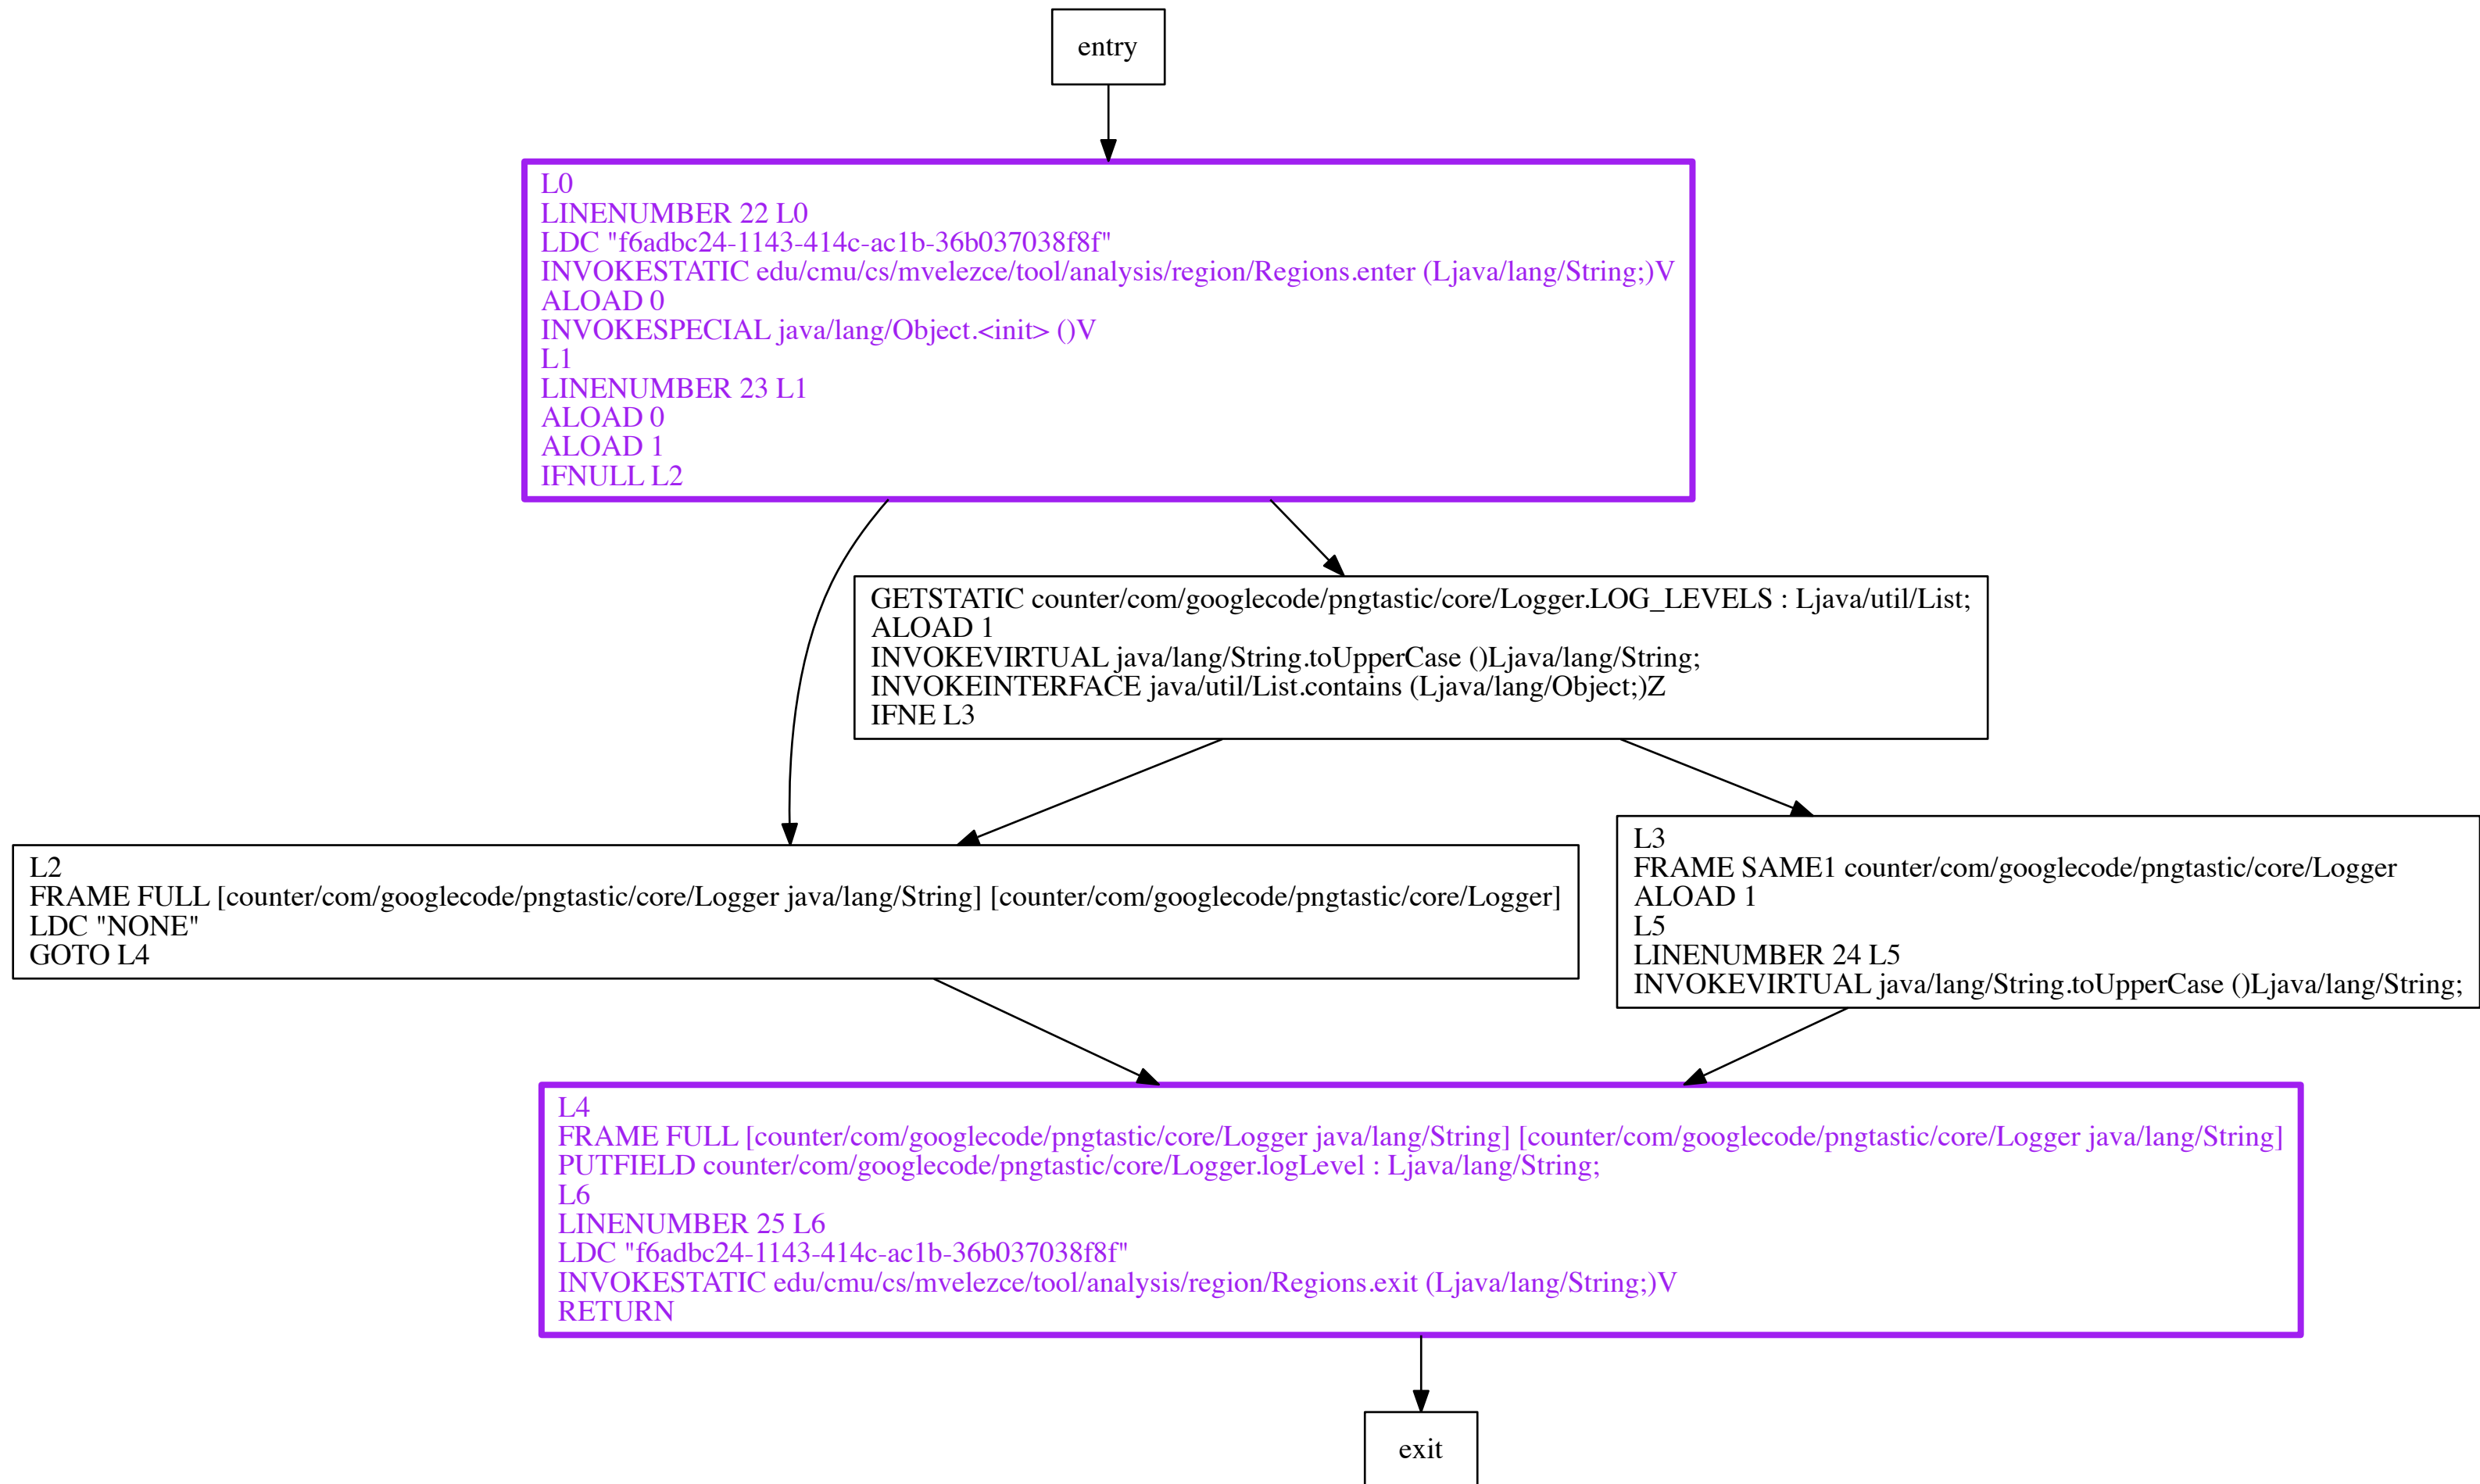 entry
L0
LINENUMBER 22 L0
LDC "f6adbc24-1143-414c-ac1b-36b037038f8f"
INVOKESTATIC edu/cmu/cs/mvelezce/tool/analysis/region/Regions.enter (Ljava/lang/String;)V
ALOAD 0
INVOKESPECIAL java/lang/Object.<init> ()V
L1
LINENUMBER 23 L1
ALOAD 0
ALOAD 1
IFNULL L2
GETSTATIC counter/com/googlecode/pngtastic/core/Logger.LOG_LEVELS : Ljava/util/List;
ALOAD 1
INVOKEVIRTUAL java/lang/String.toUpperCase ()Ljava/lang/String;
INVOKEINTERFACE java/util/List.contains (Ljava/lang/Object;)Z
IFNE L3
L2
FRAME FULL [counter/com/googlecode/pngtastic/core/Logger java/lang/String] [counter/com/googlecode/pngtastic/core/Logger]
LDC "NONE"
GOTO L4
L3
FRAME SAME1 counter/com/googlecode/pngtastic/core/Logger
ALOAD 1
L5
LINENUMBER 24 L5
INVOKEVIRTUAL java/lang/String.toUpperCase ()Ljava/lang/String;
L4
FRAME FULL [counter/com/googlecode/pngtastic/core/Logger java/lang/String] [counter/com/googlecode/pngtastic/core/Logger java/lang/String]
PUTFIELD counter/com/googlecode/pngtastic/core/Logger.logLevel : Ljava/lang/String;
L6
LINENUMBER 25 L6
LDC "f6adbc24-1143-414c-ac1b-36b037038f8f"
INVOKESTATIC edu/cmu/cs/mvelezce/tool/analysis/region/Regions.exit (Ljava/lang/String;)V
RETURN
exit